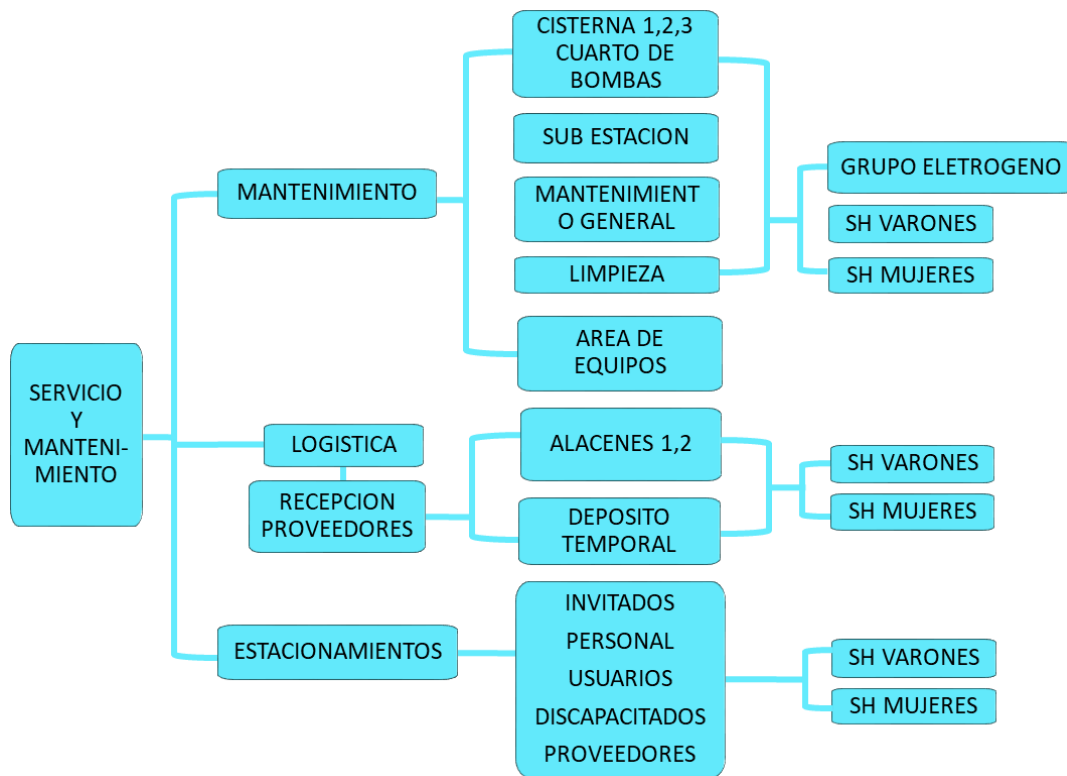 SERVICIO
Y
MANTENI-
MIENTO
MANTENIMIENTO
CISTERNA 1,2,3
CUARTO DE
BOMBAS
SUB ESTACION
MANTENIMIENT
O GENERAL
LIMPIEZA
AREA DE
EQUIPOS
GRUPO ELETROGENO
SH VARONES
SH MUJERES
LOGISTICA
RECEPCION
PROVEEDORES
ALACENES 1,2
DEPOSITO
TEMPORAL
SH VARONES
SH MUJERES
ESTACIONAMIENTOS
INVITADOS
PERSONAL
USUARIOS
DISCAPACITADOS
PROVEEDORES
SH VARONES
SH MUJERES